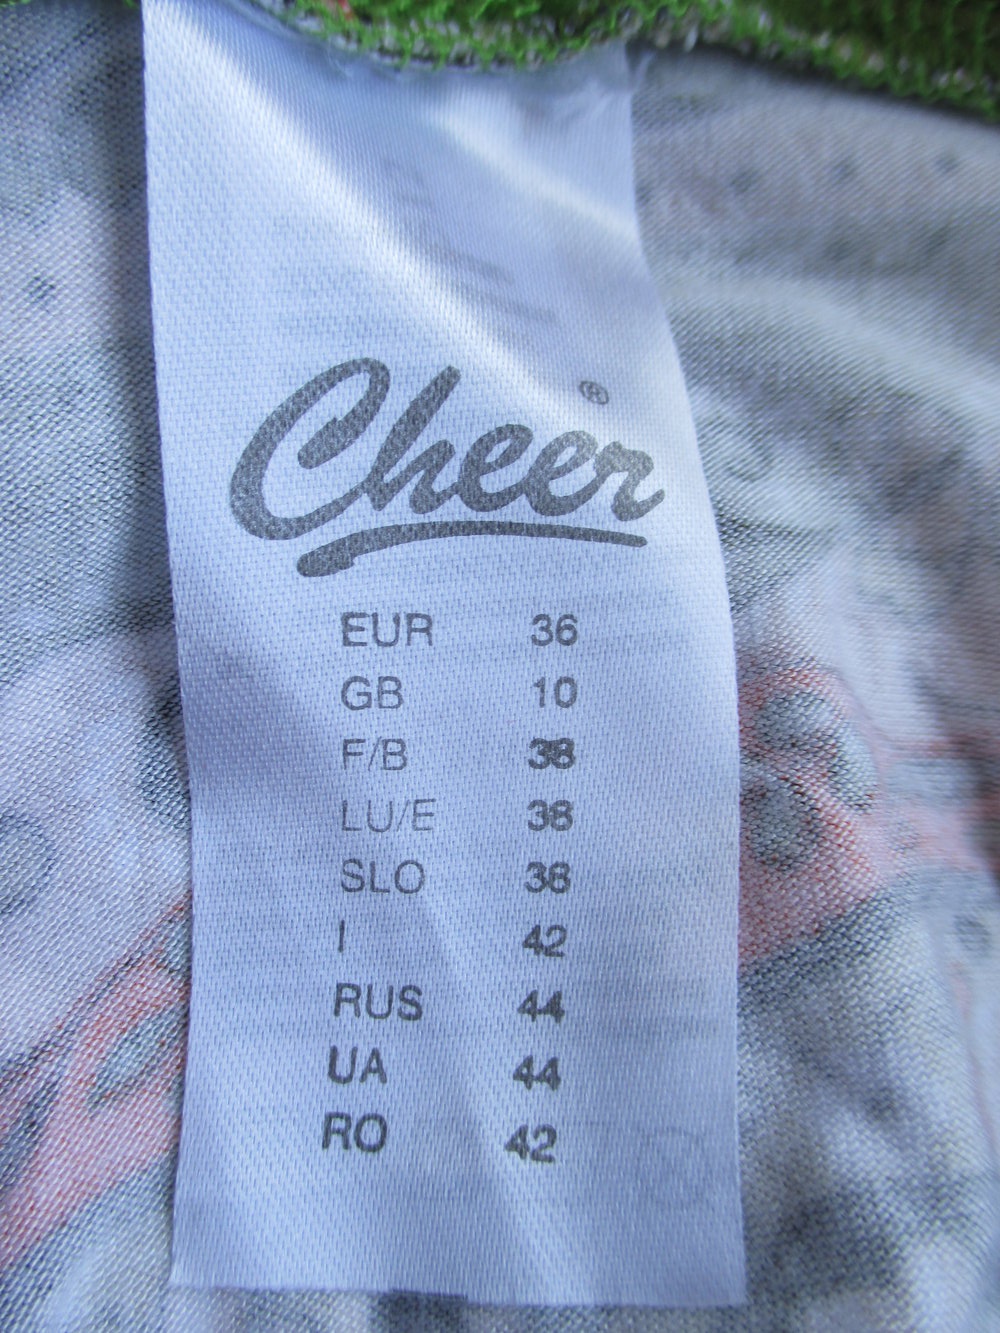 Cheer®
EUR 36
GB 10
F/B 38
LU/E 38
SLO 38
I 42
RUS 44
UA 44
RO 42